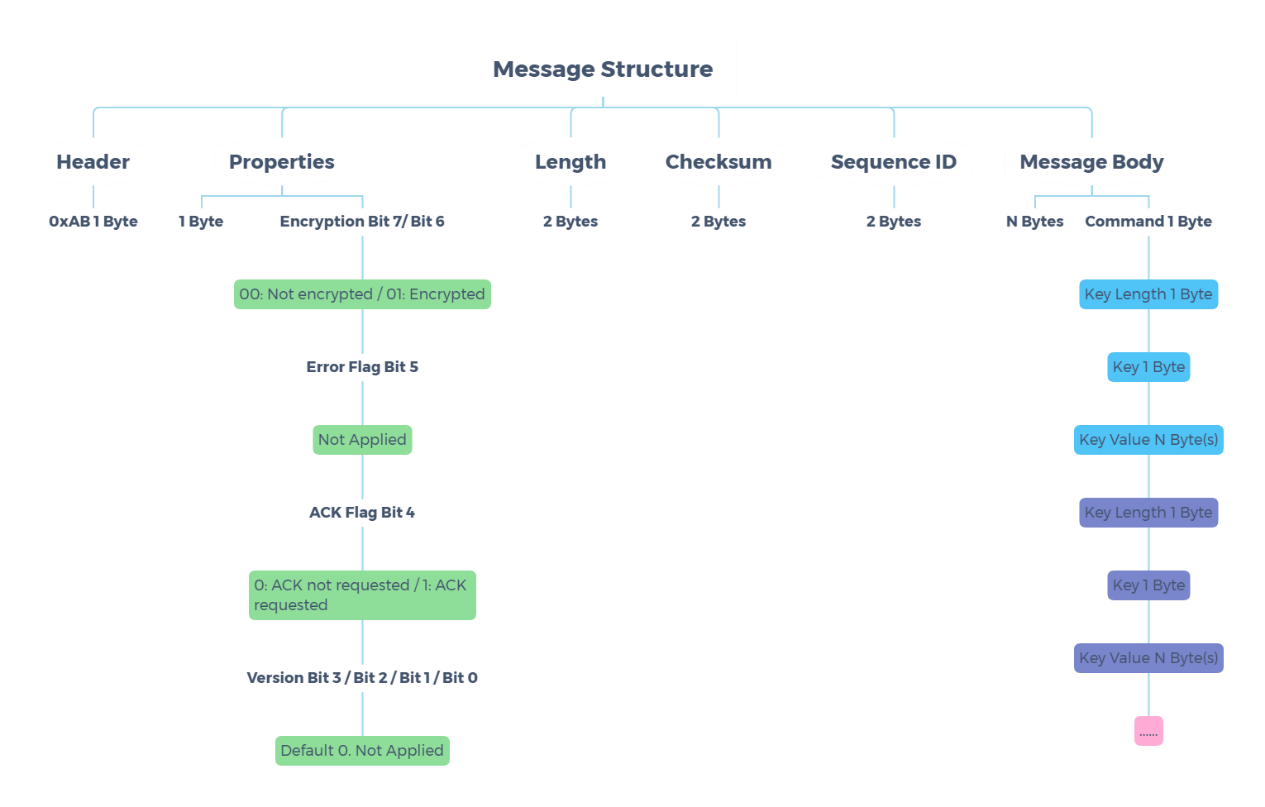 Message Structure
Header
Properties
Length
Checksum
Sequence ID
Message Body
0xAB 1 Byte
1 Byte
Encryption Bit 7/ Bit 6
2 Bytes
2 Bytes
2 Bytes
N Bytes
Command 1 Byte
00: Not encrypted / 01: Encrypted
Key Length 1 Byte
Error Flag Bit 5
Key 1 Byte
Not Applied
Key Value N Byte(s)
ACK Flag Bit 4
Key Length 1 Byte
0: ACK not requested / 1: ACK
requested
Key 1 Byte
Version Bit 3 / Bit 2 / Bit 1 / Bit 0
Key Value N Byte(s)
Default 0. Not Applied
......